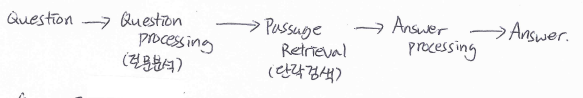 Question → Question processing (질문분석) → Passage Retrieval (단락검색) → Answer processing → Answer.